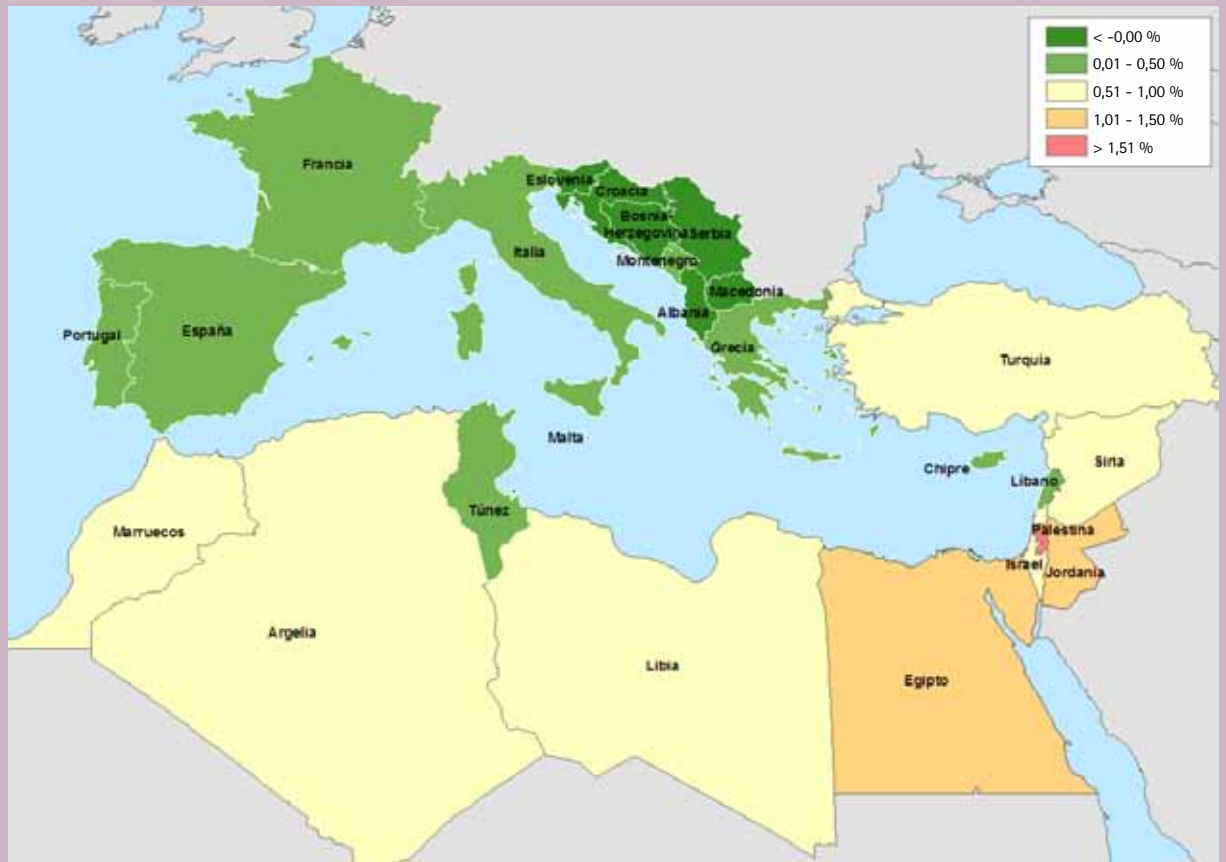 < -0,00 %
0,01 - 0,50 %
0,51 - 1,00 %
1,01 - 1,50 %
> 1,51 %
Francia
Eslovenia
Croacia
Bosnia-
Herzegovina
Serbia
Italia
Montenegro
Macedonia
Albania
Portugal
España
Grecia
Turquia
Malta
Chipre
Siria
Líbano
Túnez
Marruecos
Palestina
Israel
Jordania
Argelia
Libia
Egipto